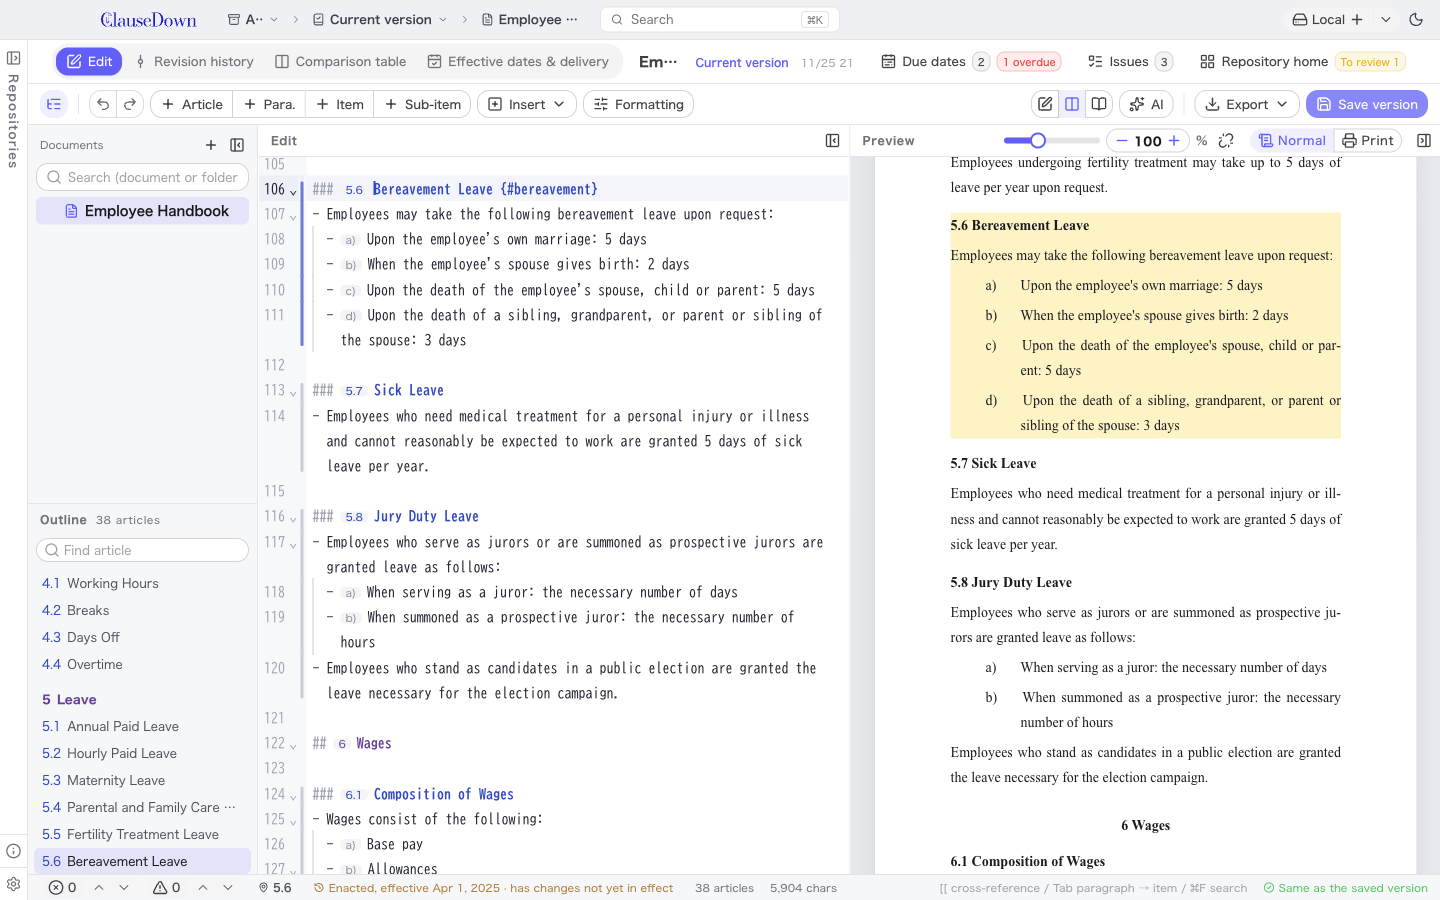 ClauseDown
A··
Current version
Employee ···
Search
⌘K
Local
Repositories
Edit
Revision history
Comparison table
Effective dates & delivery
Em···
Current version
11/25 21
Due dates 2 1 overdue
Issues 3
Repository home To review 1
+ Article
+ Para.
+ Item
+ Sub-item
Insert
Formatting
AI
Export
Save version
Documents
Search (document or folder
Employee Handbook
Outline 38 articles
Find article
4.1 Working Hours
4.2 Breaks
4.3 Days Off
4.4 Overtime
5 Leave
5.1 Annual Paid Leave
5.2 Hourly Paid Leave
5.3 Maternity Leave
5.4 Parental and Family Care ···
5.5 Fertility Treatment Leave
5.6 Bereavement Leave
Edit
105
106 ### 5.6 Bereavement Leave {#bereavement}
107 - Employees may take the following bereavement leave upon request:
108 - a) Upon the employee's own marriage: 5 days
109 - b) When the employee's spouse gives birth: 2 days
110 - c) Upon the death of the employee's spouse, child or parent: 5 days
111 - d) Upon the death of a sibling, grandparent, or parent or sibling of
the spouse: 3 days
112
113 ### 5.7 Sick Leave
114 - Employees who need medical treatment for a personal injury or illness
and cannot reasonably be expected to work are granted 5 days of sick
leave per year.
115
116 ### 5.8 Jury Duty Leave
117 - Employees who serve as jurors or are summoned as prospective jurors are
granted leave as follows:
118 - a) When serving as a juror: the necessary number of days
119 - b) When summoned as a prospective juror: the necessary number of
hours
120 - Employees who stand as candidates in a public election are granted the
leave necessary for the election campaign.
121
122 ## 6 Wages
123
124 ### 6.1 Composition of Wages
125 - Wages consist of the following:
126 - a) Base pay
127 - b) Allowances
Preview
100 %
Normal
Print
Employees undergoing fertility treatment may take up to 5 days of
leave per year upon request.
5.6 Bereavement Leave
Employees may take the following bereavement leave upon request:
a) Upon the employee's own marriage: 5 days
b) When the employee's spouse gives birth: 2 days
c) Upon the death of the employee's spouse, child or par-
ent: 5 days
d) Upon the death of a sibling, grandparent, or parent or
sibling of the spouse: 3 days
5.7 Sick Leave
Employees who need medical treatment for a personal injury or ill-
ness and cannot reasonably be expected to work are granted 5 days of
sick leave per year.
5.8 Jury Duty Leave
Employees who serve as jurors or are summoned as prospective ju-
rors are granted leave as follows:
a) When serving as a juror: the necessary number of days
b) When summoned as a prospective juror: the necessary
number of hours
Employees who stand as candidates in a public election are granted
the leave necessary for the election campaign.
6 Wages
6.1 Composition of Wages
0
0
5.6
Enacted, effective Apr 1, 2025 · has changes not yet in effect
38 articles
5,904 chars
[[ cross-reference / Tab paragraph → item / ⌘F search
Same as the saved version